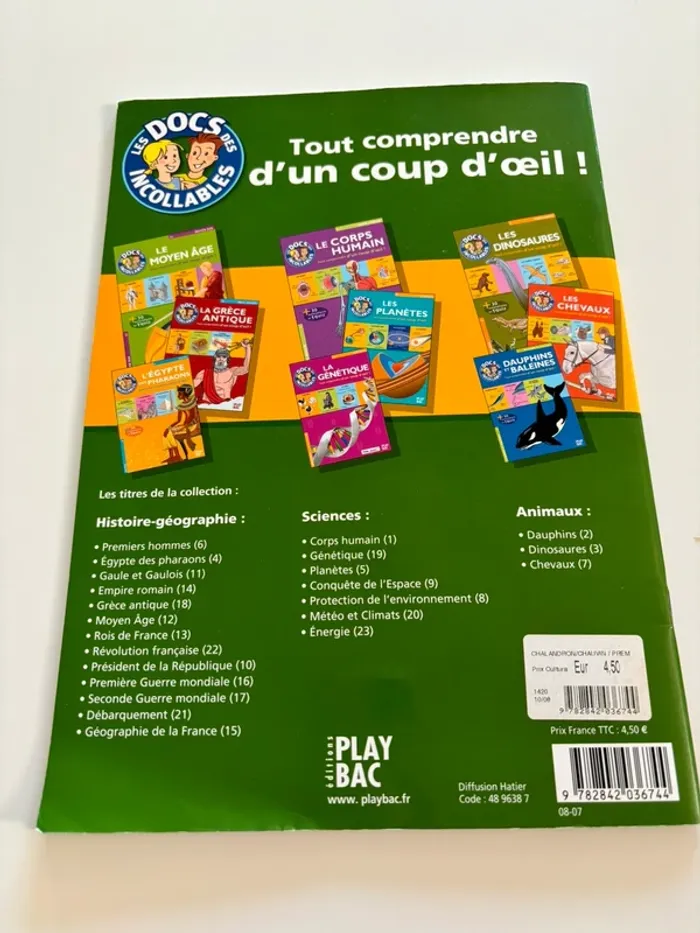 LES DOCS DES INCOLLABLES
Tout comprendre
d'un coup d'œil !
LE
MOYEN ÂGE
LA GRÈCE
ANTIQUE
L'ÉGYPTE
DES PHARAONS
LE CORPS
HUMAIN
LES
PLANÈTES
LA
GÉNÉTIQUE
LES
DINOSAURES
LES
CHEVAUX
DAUPHINS
ET BALEINES
Les titres de la collection :
Histoire-géographie :
• Premiers hommes (6)
• Égypte des pharaons (4)
• Gaule et Gaulois (11)
• Empire romain (14)
• Grèce antique (18)
• Moyen Âge (12)
• Rois de France (13)
• Révolution française (22)
• Président de la République (10)
• Première Guerre mondiale (16)
• Seconde Guerre mondiale (17)
• Débarquement (21)
• Géographie de la France (15)
Sciences :
• Corps humain (1)
• Génétique (19)
• Planètes (5)
• Conquête de l'Espace (9)
• Protection de l'environnement (8)
• Météo et Climats (20)
• Énergie (23)
Animaux :
• Dauphins (2)
• Dinosaures (3)
• Chevaux (7)
CHALANDRON/CHAUVIN / PREM
Prix Cultura Eur 4,50
1420
10/08
9 782842 036744
Prix France TTC : 4,50 €
éditions
PLAY
BAC
www. playbac.fr
Diffusion Hatier
Code : 48 9638 7
9 782842 036744
08-07